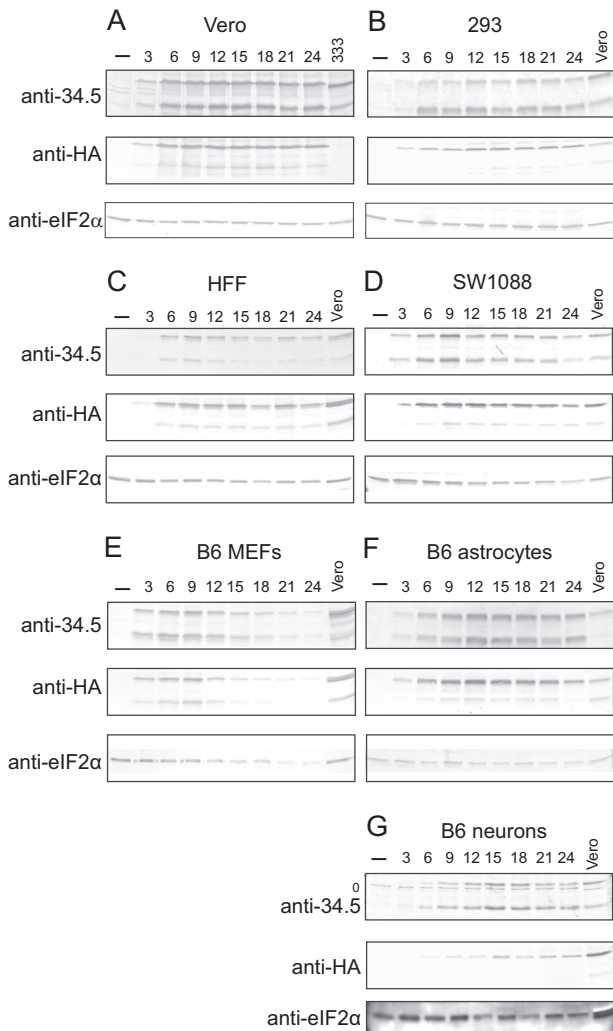 A Vero
— 3 6 9 12 15 18 21 24 333
anti-34.5
anti-HA
anti-eIF2α
B 293
— 3 6 9 12 15 18 21 24 Vero
C HFF
— 3 6 9 12 15 18 21 24 Vero
anti-34.5
anti-HA
anti-eIF2α
D SW1088
— 3 6 9 12 15 18 21 24 Vero
E B6 MEFs
— 3 6 9 12 15 18 21 24 Vero
anti-34.5
anti-HA
anti-eIF2α
F B6 astrocytes
— 3 6 9 12 15 18 21 24 Vero
G B6 neurons
— 3 6 9 12 15 18 21 24 Vero
0
anti-34.5
anti-HA
anti-eIF2α